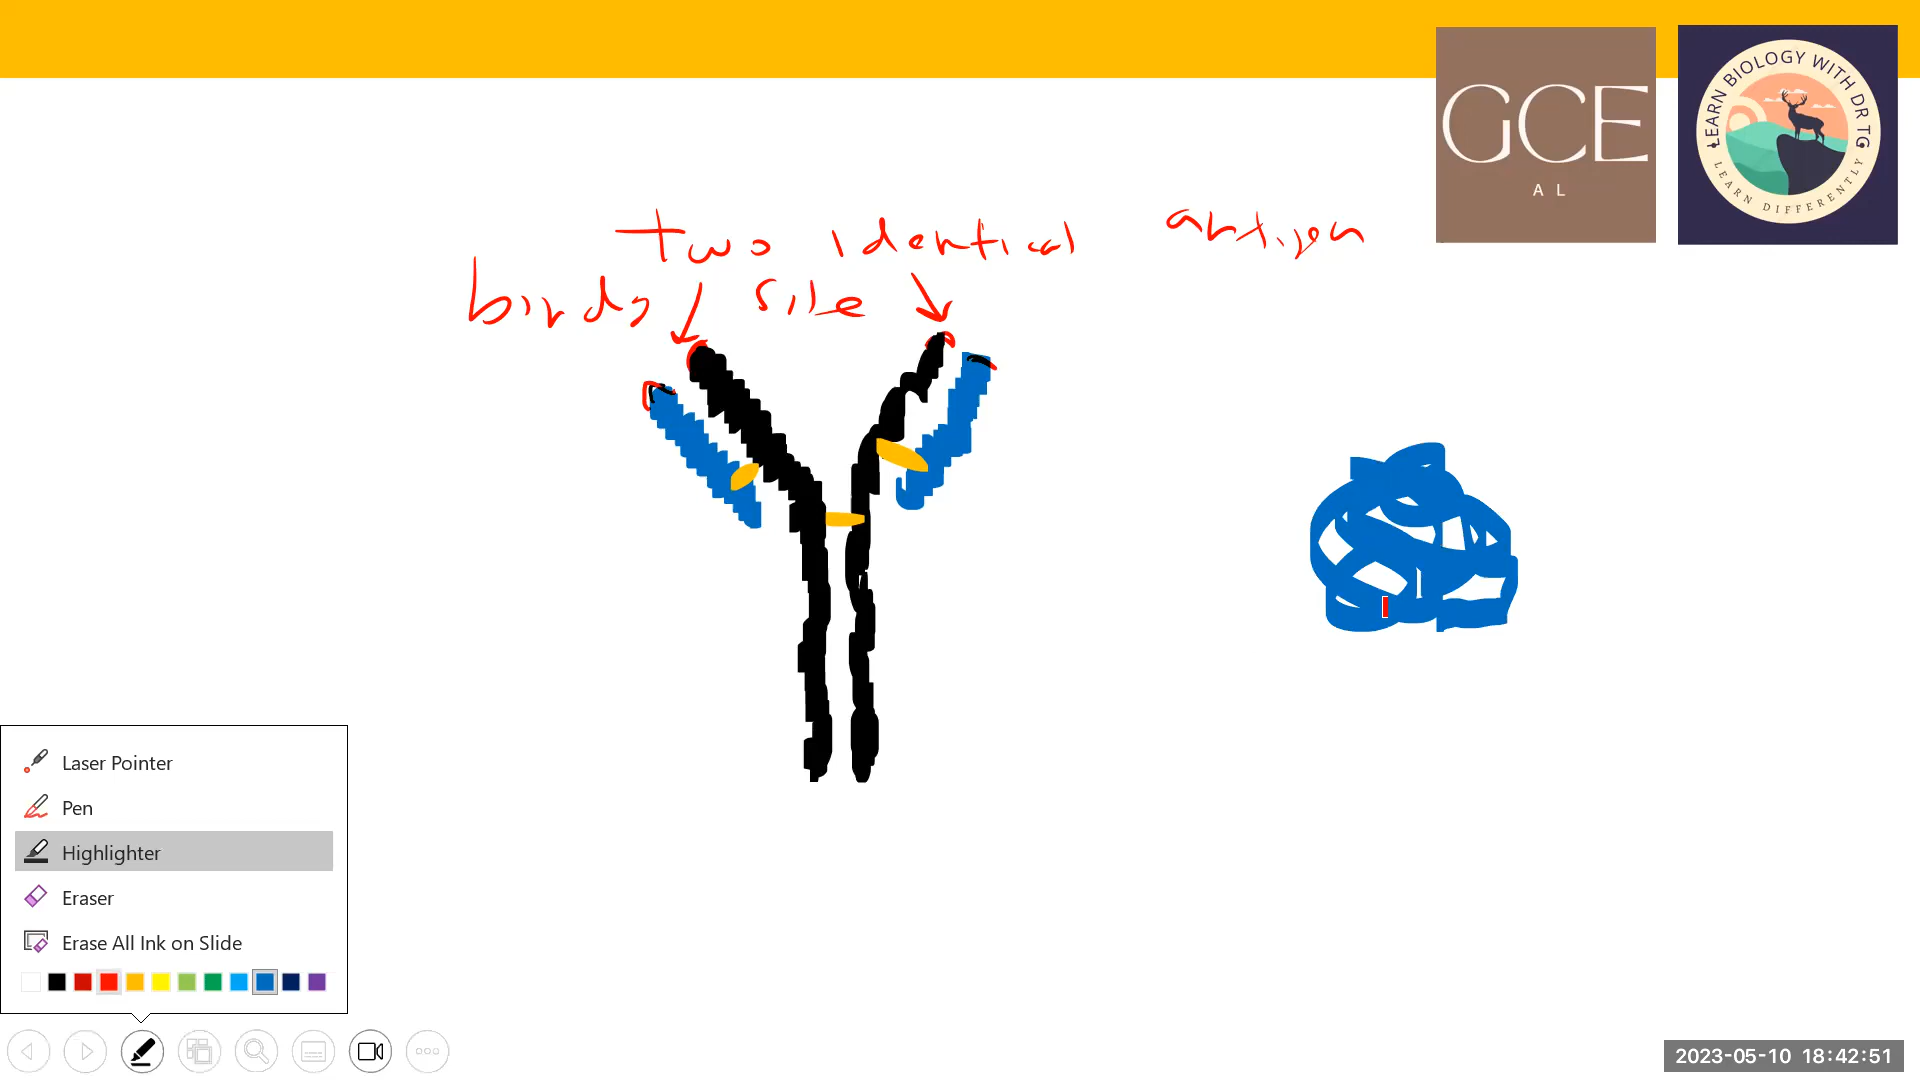 GCE
A L
LEARN BIOLOGY WITH DR TG
LEARN DIFFERENTLY
two identical antigen
binds site
Laser Pointer
Pen
Highlighter
Eraser
Erase All Ink on Slide
2023-05-10 18:42:51